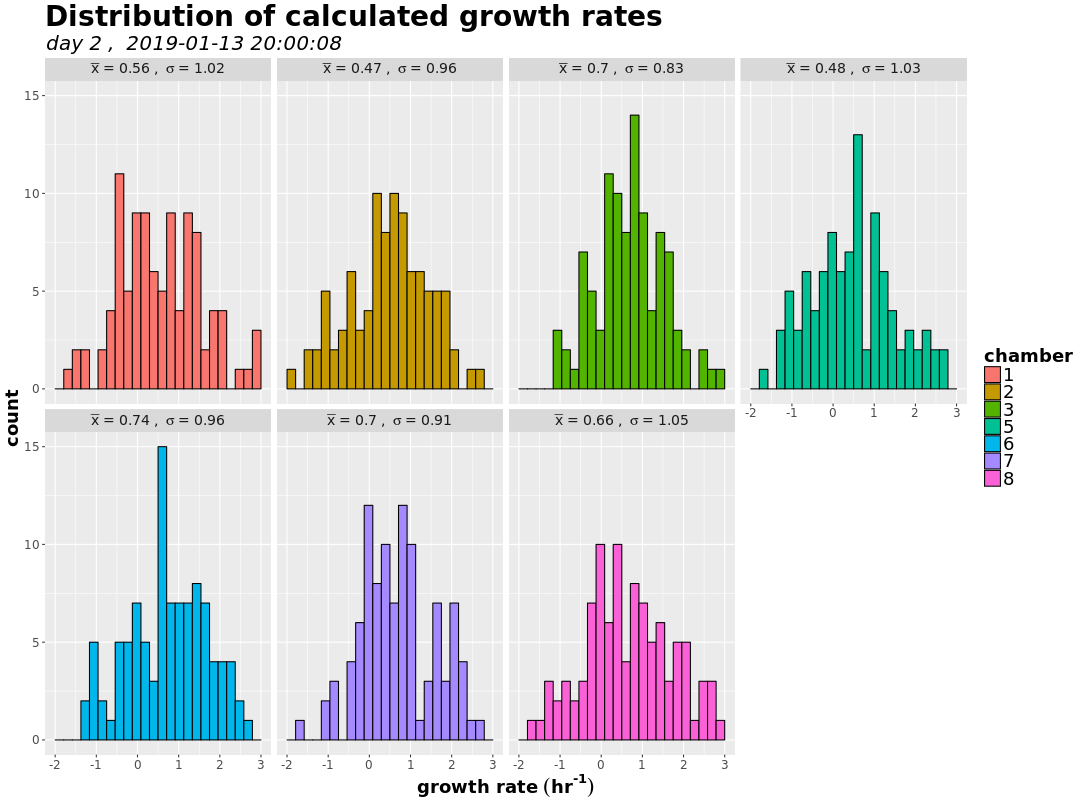 Distribution of calculated growth rates
day 2 ,  2019-01-13 20:00:08
x̅ = 0.56 ,  σ = 1.02
x̅ = 0.47 ,  σ = 0.96
x̅ = 0.7 ,  σ = 0.83
x̅ = 0.48 ,  σ = 1.03
15
10
5
0
-2 -1 0 1 2 3
x̅ = 0.74 ,  σ = 0.96
x̅ = 0.7 ,  σ = 0.91
x̅ = 0.66 ,  σ = 1.05
15
10
5
0
-2 -1 0 1 2 3
-2 -1 0 1 2 3
-2 -1 0 1 2 3
count
growth rate (hr⁻¹)
chamber
1
2
3
5
6
7
8